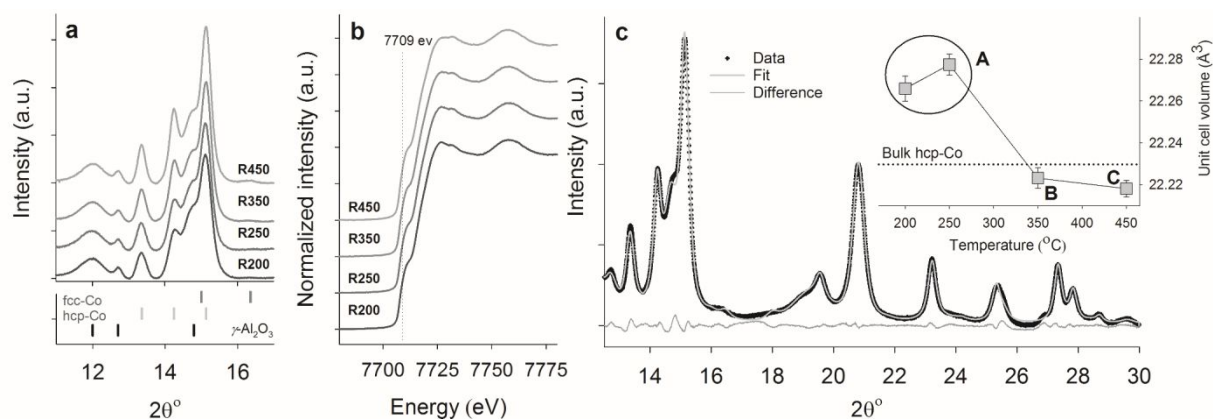 a
Intensity (a.u.)
R450
R350
R250
R200
fcc-Co
hcp-Co
γ-Al₂O₃
12 14 16
2θ°
b
7709 ev
Normalized intensity (a.u.)
R450
R350
R250
R200
7700 7725 7750 7775
Energy (eV)
c
Data
Fit
Difference
Intensity (a.u.)
14 16 18 20 22 24 26 28 30
2θ°
A
Bulk hcp-Co
B
C
22.28
22.26
22.24
22.22
Unit cell volume (Å³)
200 250 300 350 400 450
Temperature (°C)